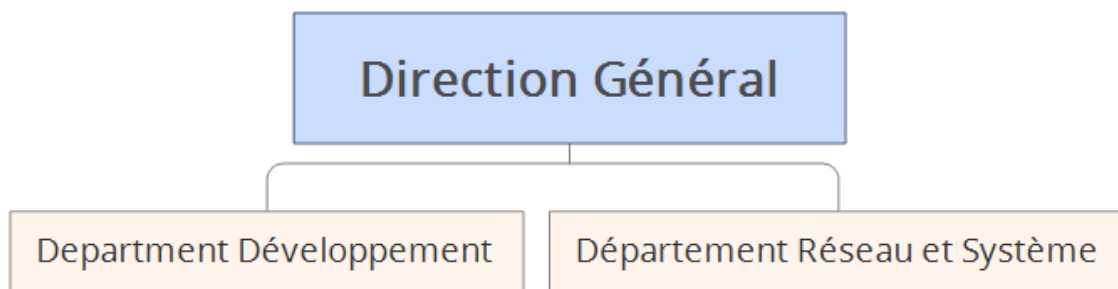 Direction Général
Department Développement
Département Réseau et Système